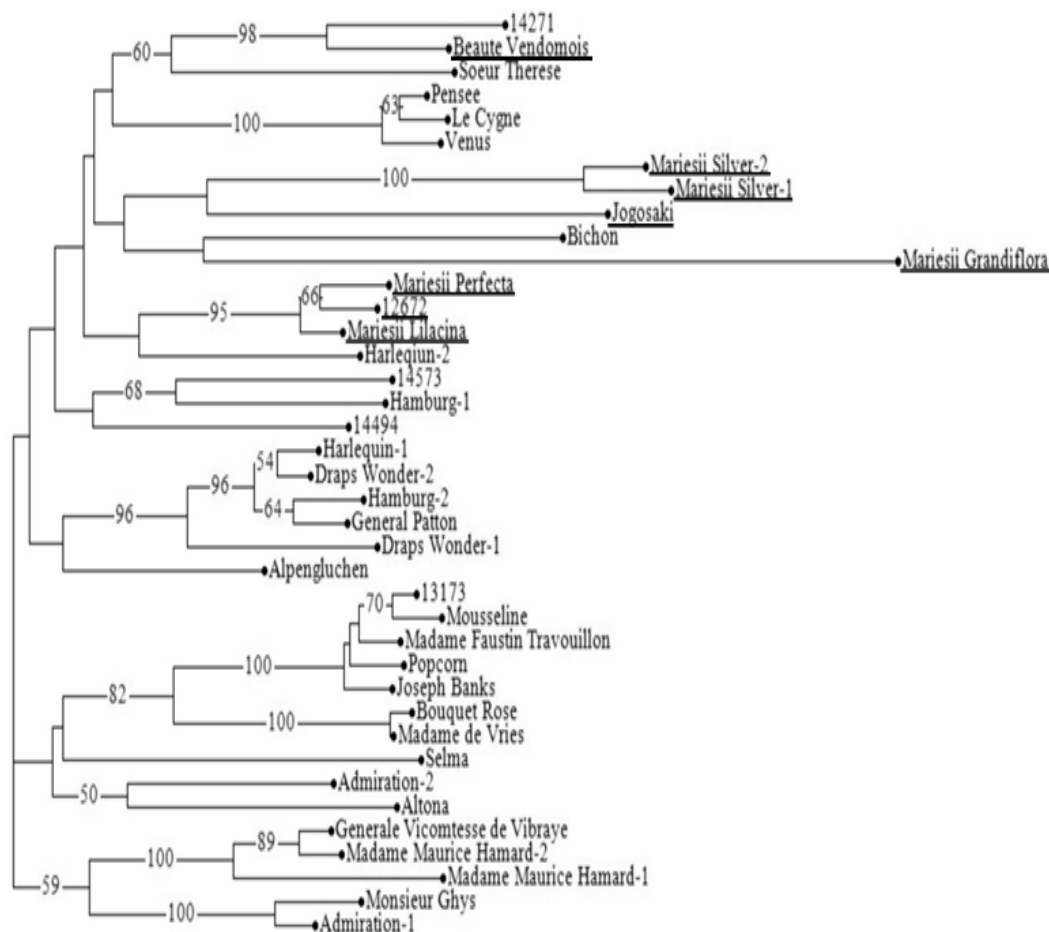 14271
98
Beaute Vendomois
60
Soeur Therese
Pensee
63
Le Cygne
100
Venus
Mariesii Silver-2
100
Mariesii Silver-1
Jogosaki
Bichon
Mariesii Grandiflora
Mariesii Perfecta
66
12672
95
Mariesii Lilacina
Harleqiun-2
14573
68
Hamburg-1
14494
Harlequin-1
54
Draps Wonder-2
96
Hamburg-2
64
General Patton
96
Draps Wonder-1
Alpengluchen
13173
70
Mousseline
Madame Faustin Travouillon
100
Popcorn
Joseph Banks
82
Bouquet Rose
100
Madame de Vries
Selma
Admiration-2
50
Altona
Generale Vicomtesse de Vibraye
89
Madame Maurice Hamard-2
100
Madame Maurice Hamard-1
59
Monsieur Ghys
100
Admiration-1